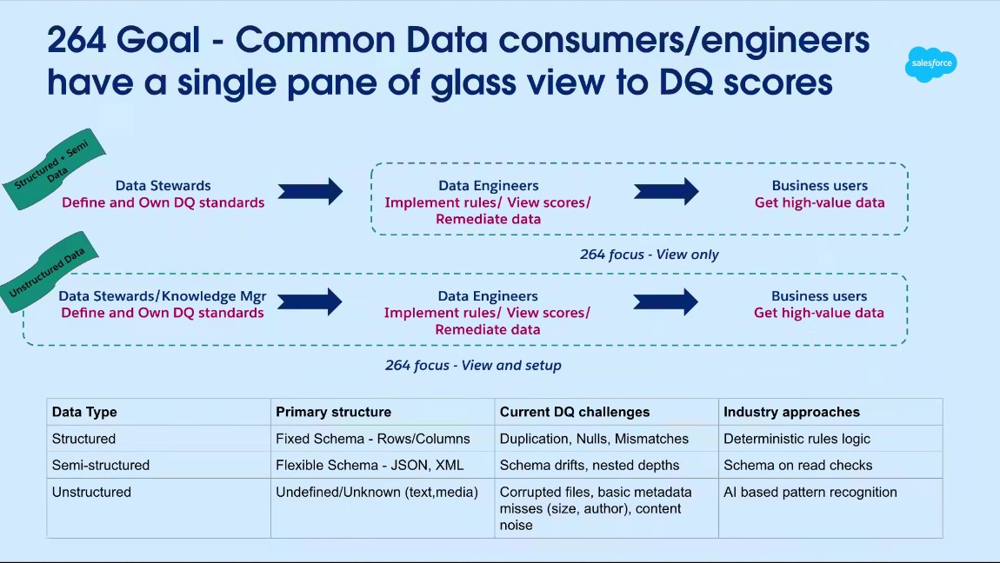 264 Goal - Common Data consumers/engineers
have a single pane of glass view to DQ scores
salesforce
Structured + Semi
Data
Data Stewards
Define and Own DQ standards
Data Engineers
Implement rules/ View scores/
Remediate data
Business users
Get high-value data
264 focus - View only
Unstructured Data
Data Stewards/Knowledge Mgr
Define and Own DQ standards
Data Engineers
Implement rules/ View scores/
Remediate data
Business users
Get high-value data
264 focus - View and setup
Data Type Primary structure Current DQ challenges Industry approaches
Structured Fixed Schema - Rows/Columns Duplication, Nulls, Mismatches Deterministic rules logic
Semi-structured Flexible Schema - JSON, XML Schema drifts, nested depths Schema on read checks
Unstructured Undefined/Unknown (text,media) Corrupted files, basic metadata AI based pattern recognition
misses (size, author), content
noise